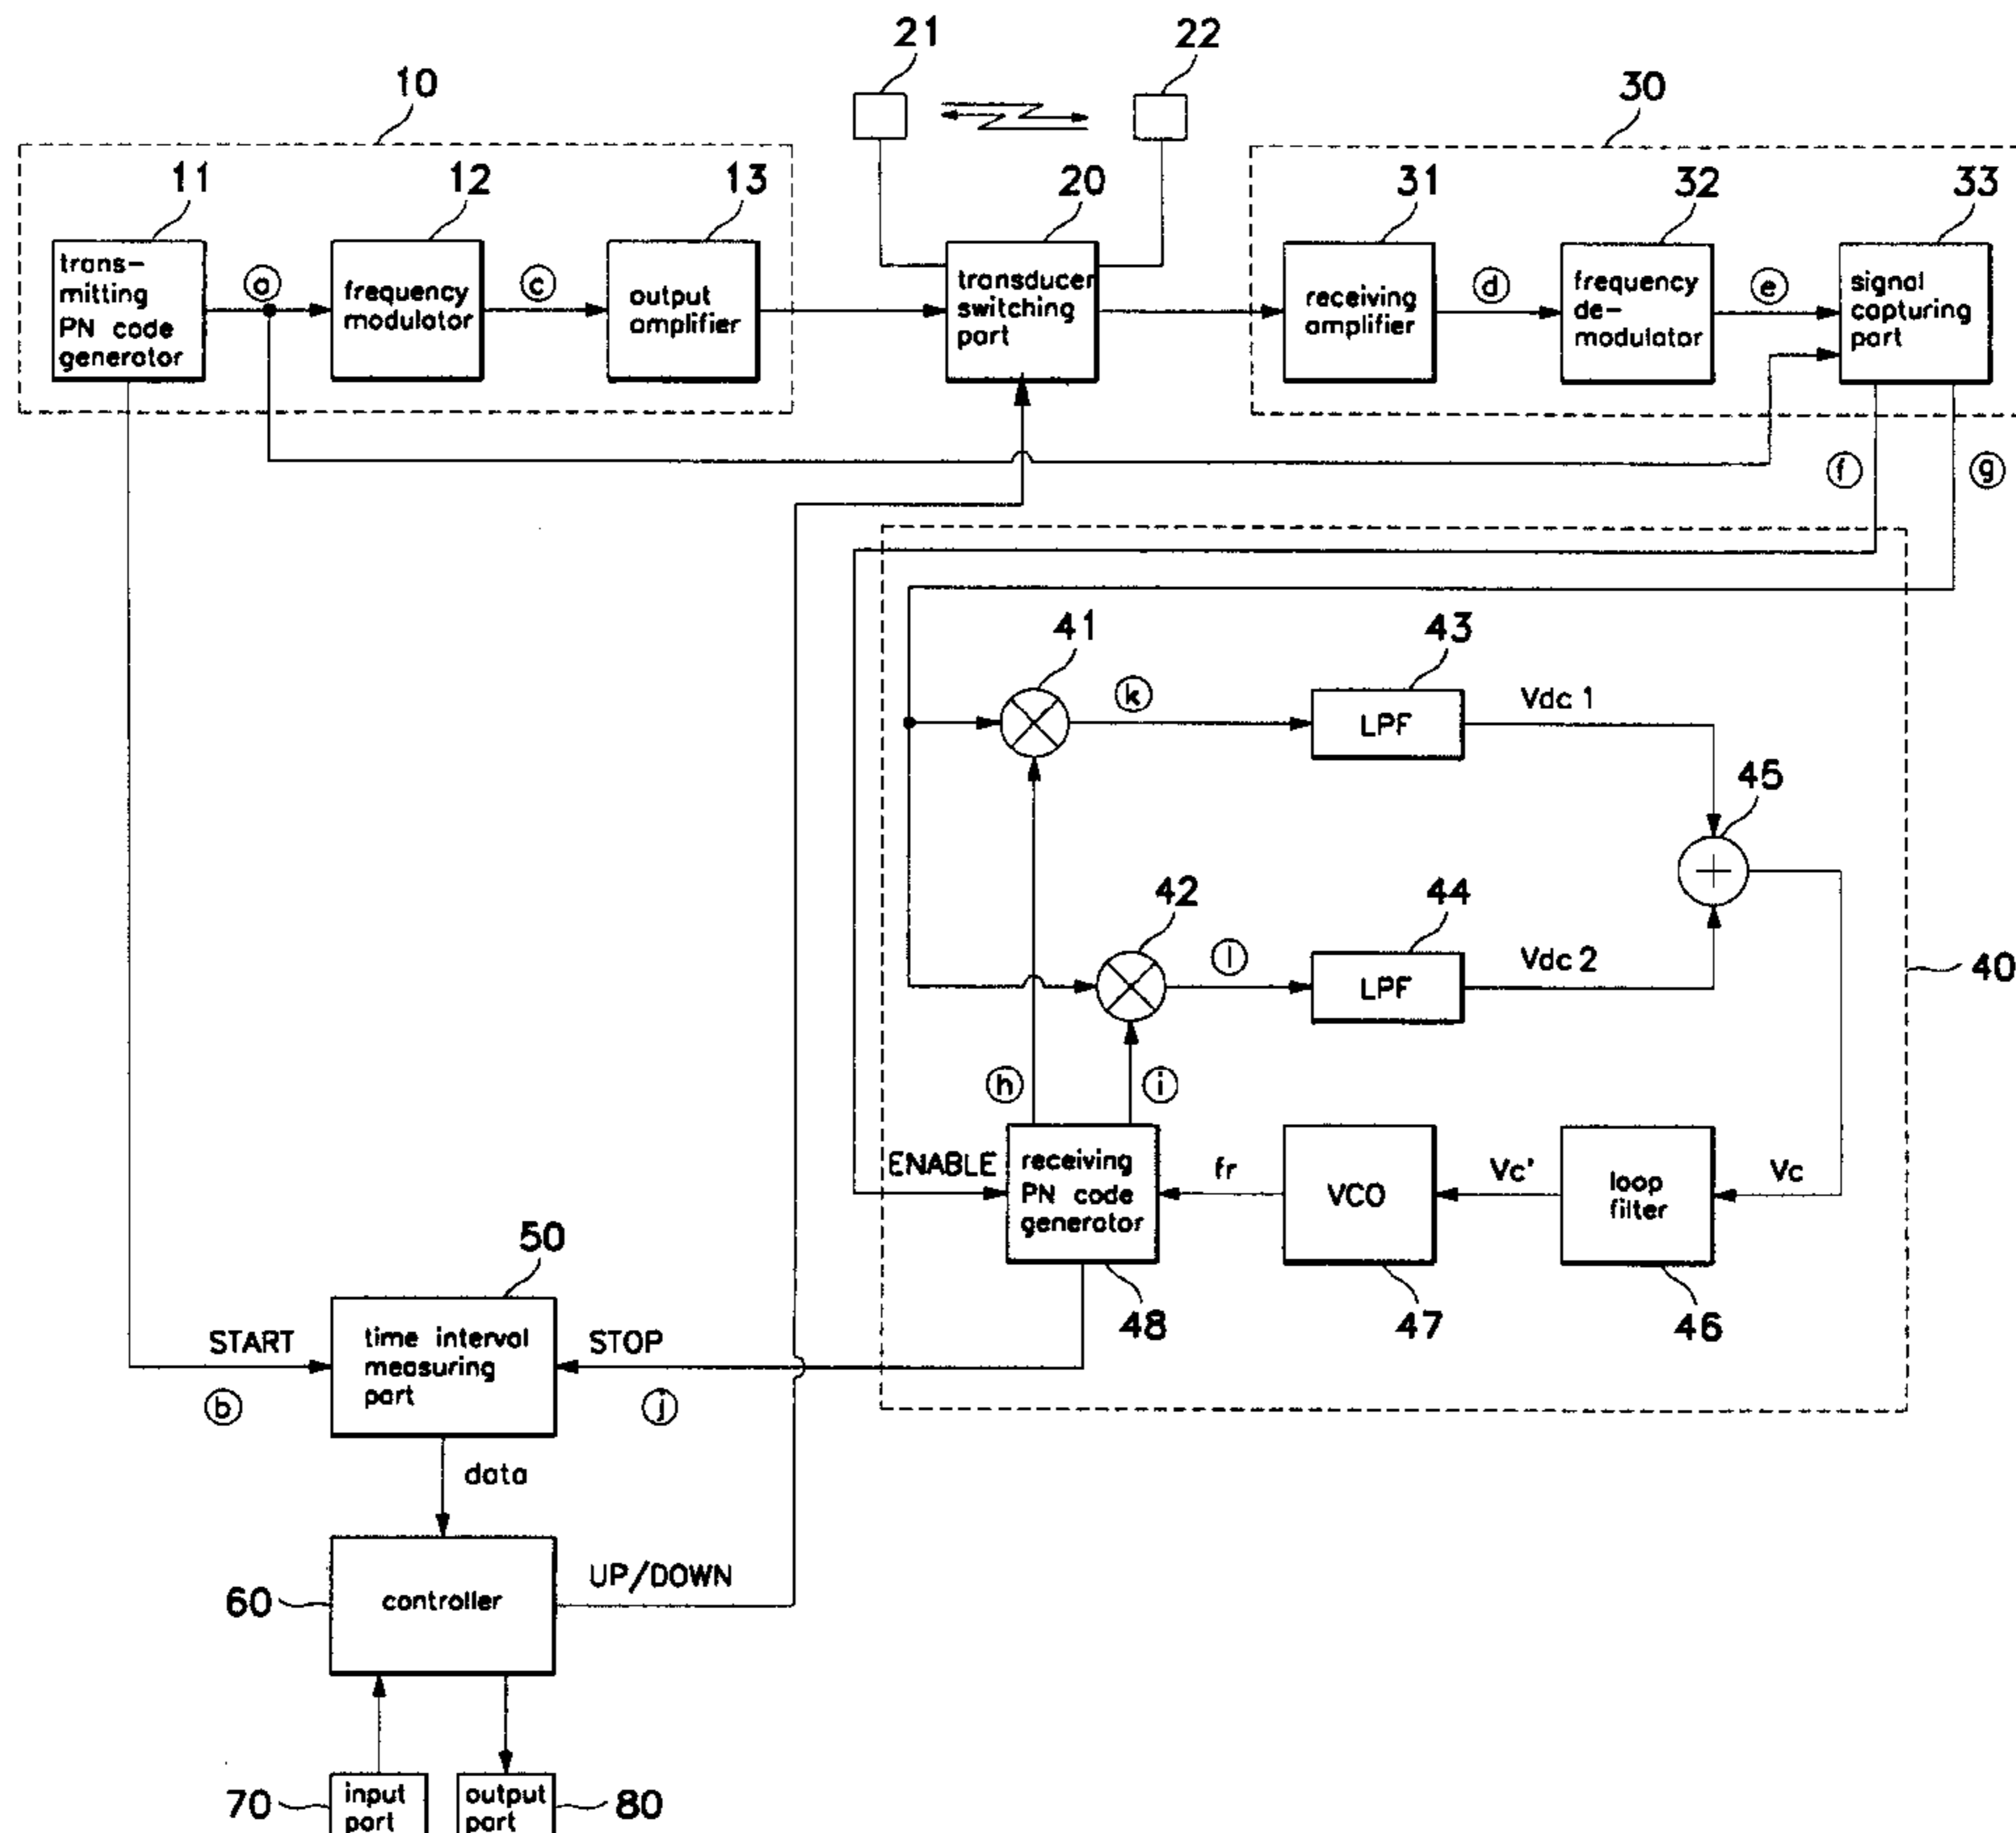 21
22
10
30
11
12
13
20
31
32
33
trans-
mitting
PN code
generator
a
frequency
modulator
c
output
amplifier
transducer
switching
part
receiving
amplifier
d
frequency
de-
modulator
e
signal
capturing
part
f
g
41
k
43
LPF
Vdc 1
45
42
l
44
LPF
Vdc 2
40
h
i
ENABLE
receiving
PN code
generator
fr
VCO
Vc'
loop
filter
Vc
48
47
46
50
START
b
time interval
measuring
part
STOP
j
data
60
controller
UP/DOWN
70
input
part
output
part
80